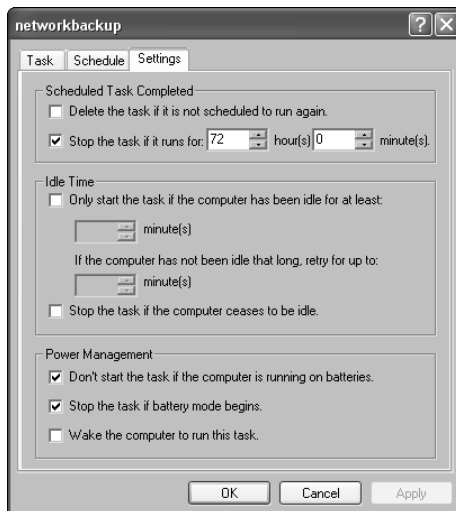 networkbackup
Task Schedule Settings
Scheduled Task Completed
Delete the task if it is not scheduled to run again.
Stop the task if it runs for: 72 hour(s) 0 minute(s).
Idle Time
Only start the task if the computer has been idle for at least:
minute(s)
If the computer has not been idle that long, retry for up to:
minute(s)
Stop the task if the computer ceases to be idle.
Power Management
Don't start the task if the computer is running on batteries.
Stop the task if battery mode begins.
Wake the computer to run this task.
OK Cancel Apply